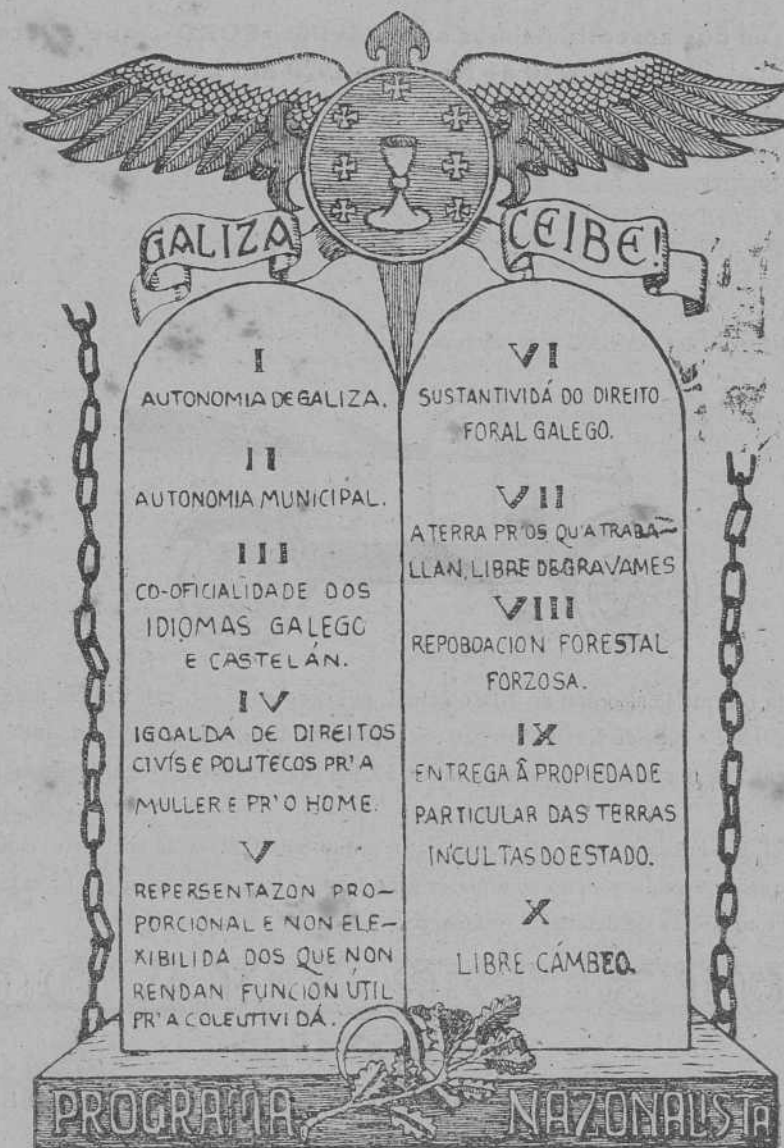 GALIZA CEIBE!
I
AUTONOMIA DE GALIZA.
II
AUTONOMIA MUNICIPAL.
III
CO-OFICIALIDADE DOS
IDIOMAS GALEGO
E CASTELÁN.
IV
IGOALDA DE DIREITOS
CIVÍS E POLITECOS PR'A
MULLER E PR'O HOME.
V
REPERSENTAZON PRO-
PORCIONAL E NON ELE-
XIBILIDA DOS QUE NON
RENDAN FUNCION ÚTIL
PR'A COLEUTIVIDÁ.
VI
SUSTANTIVIDÁ DO DIREITO
FORAL GALEGO.
VII
A TERRA PR'OS QU'A TRABA-
LLAN, LIBRE DE GRAVAMES
VIII
REPOBOACION FORESTAL
FORZOSA.
IX
ENTREGA Â PROPIEDADE
PARTICULAR DAS TERRAS
INCULTAS DO ESTADO.
X
LIBRE CÁMBEO.
PROGRAMA NAZONALISTA